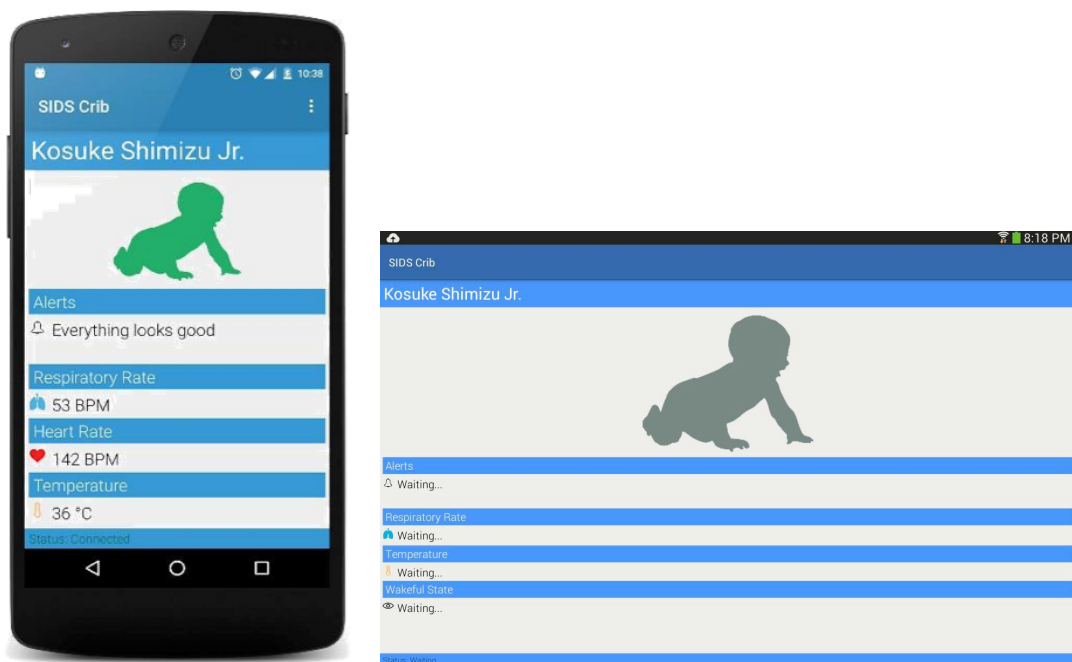 10:38
SIDS Crib
Kosuke Shimizu Jr.
Alerts
Everything looks good
Respiratory Rate
53 BPM
Heart Rate
142 BPM
Temperature
36 °C
Status: Connected
8:18 PM
SIDS Crib
Kosuke Shimizu Jr.
Alerts
Waiting...
Respiratory Rate
Waiting...
Temperature
Waiting...
Wakeful State
Waiting...
Status: Waiting